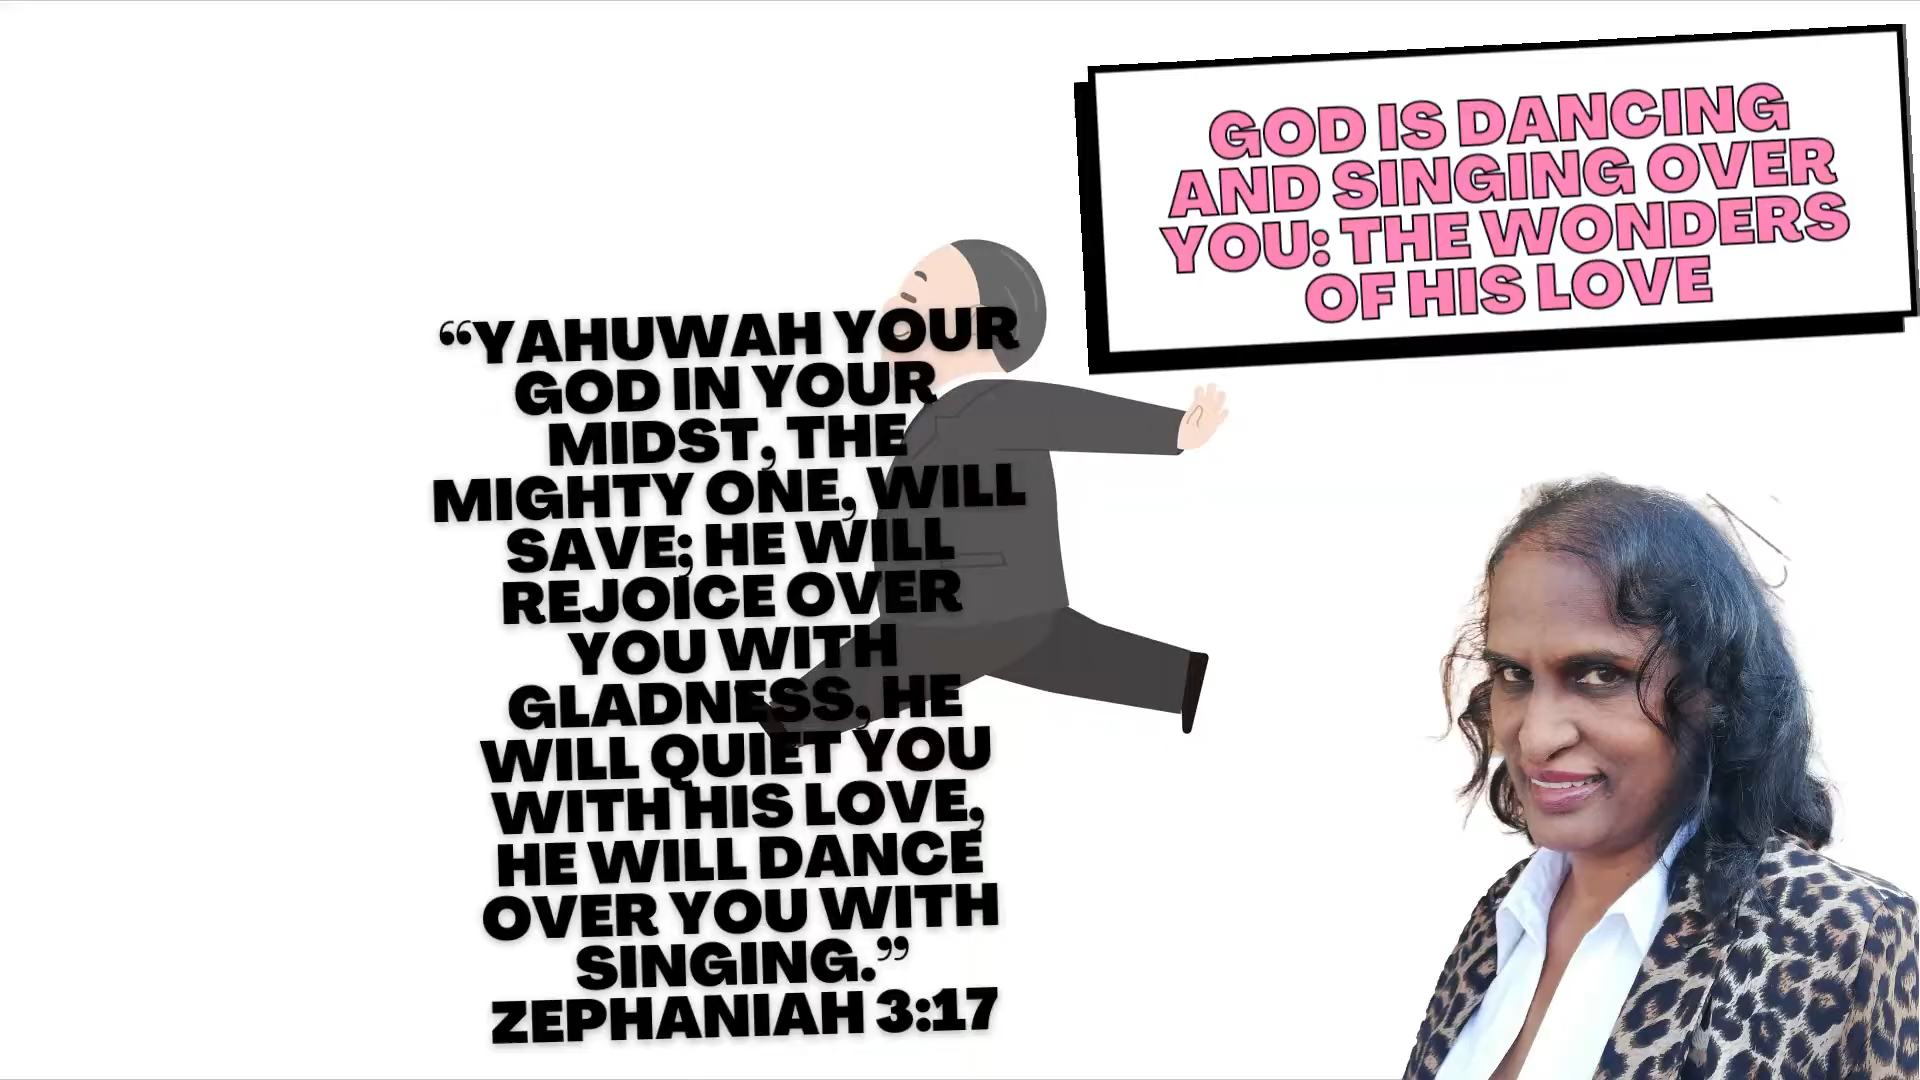 GOD IS DANCING
AND SINGING OVER
YOU: THE WONDERS
OF HIS LOVE
“YAHUWAH YOUR
GOD IN YOUR
MIDST, THE
MIGHTY ONE, WILL
SAVE; HE WILL
REJOICE OVER
YOU WITH
GLADNESS, HE
WILL QUIET YOU
WITH HIS LOVE,
HE WILL DANCE
OVER YOU WITH
SINGING.”
ZEPHANIAH 3:17